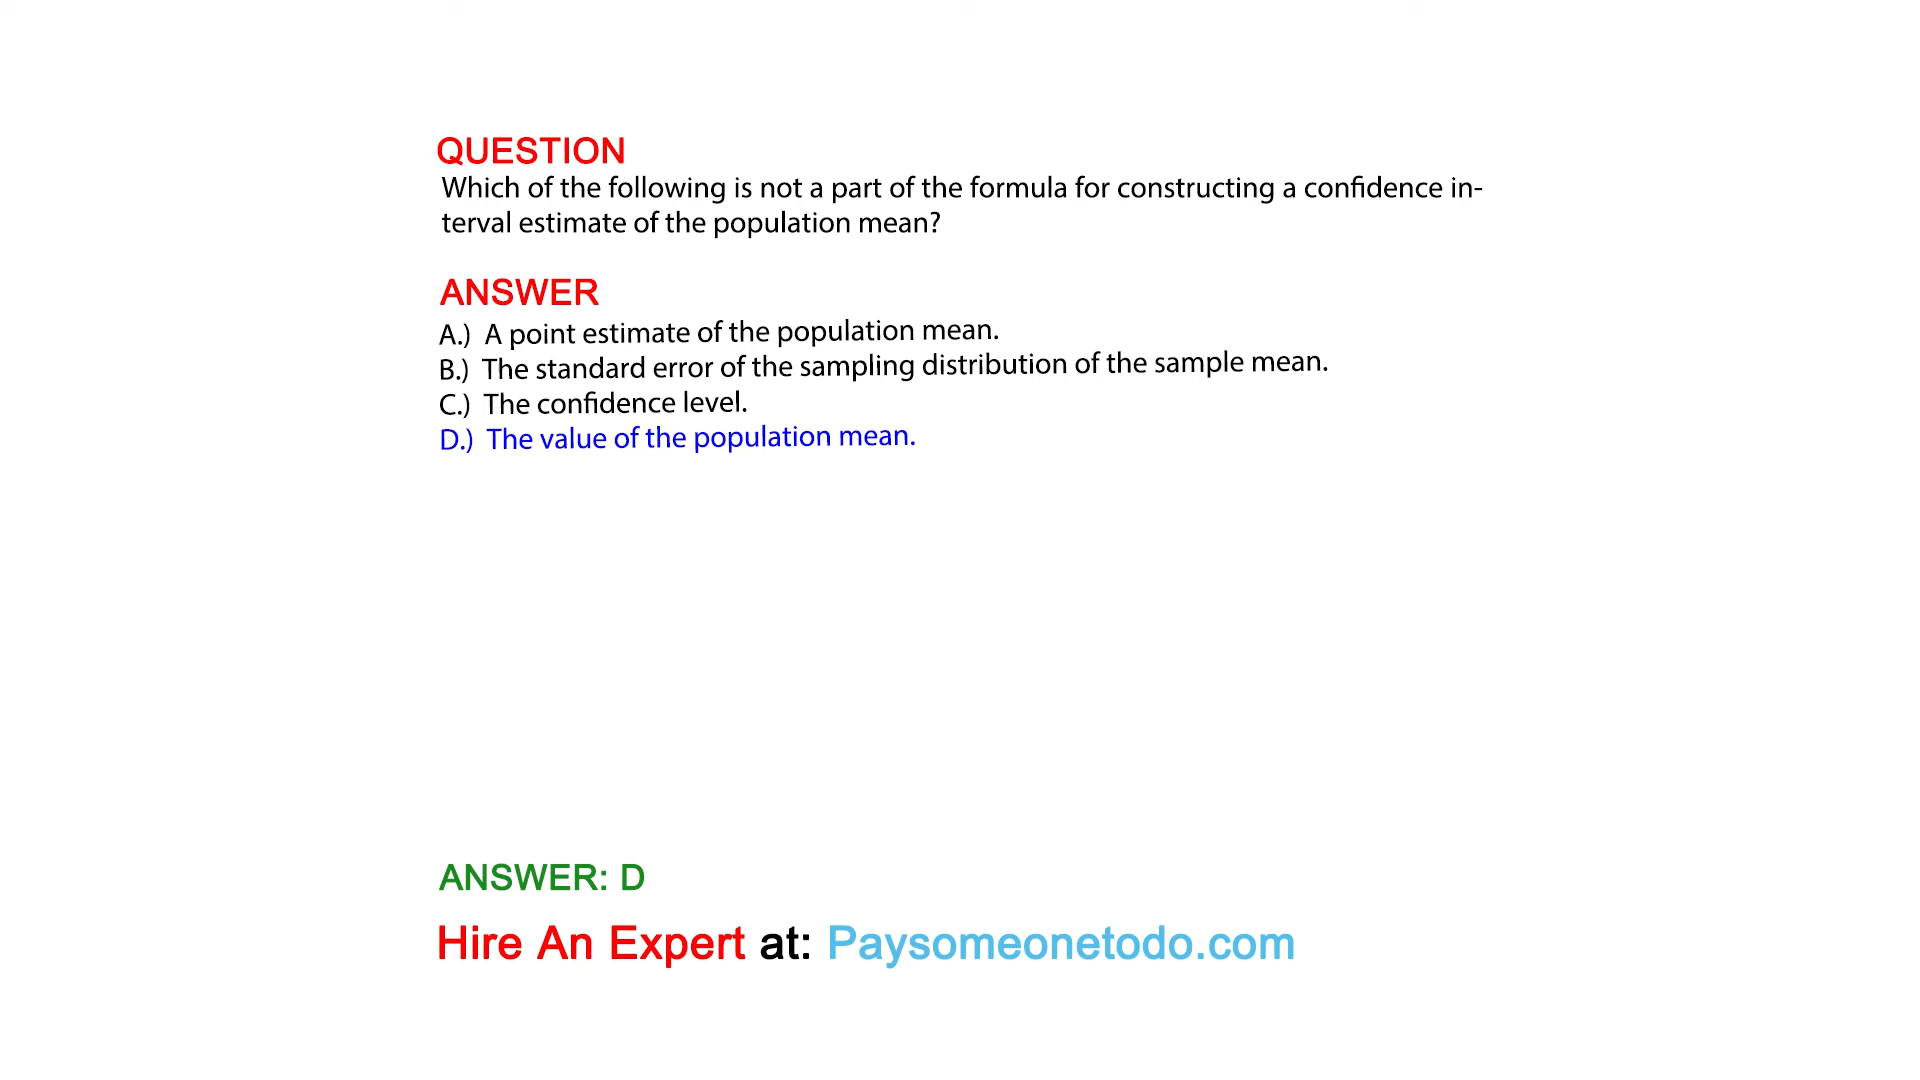 QUESTION
Which of the following is not a part of the formula for constructing a confidence in-
terval estimate of the population mean?
ANSWER
A.) A point estimate of the population mean.
B.) The standard error of the sampling distribution of the sample mean.
C.) The confidence level.
D.) The value of the population mean.
ANSWER: D
Hire An Expert at: Paysomeonetodo.com